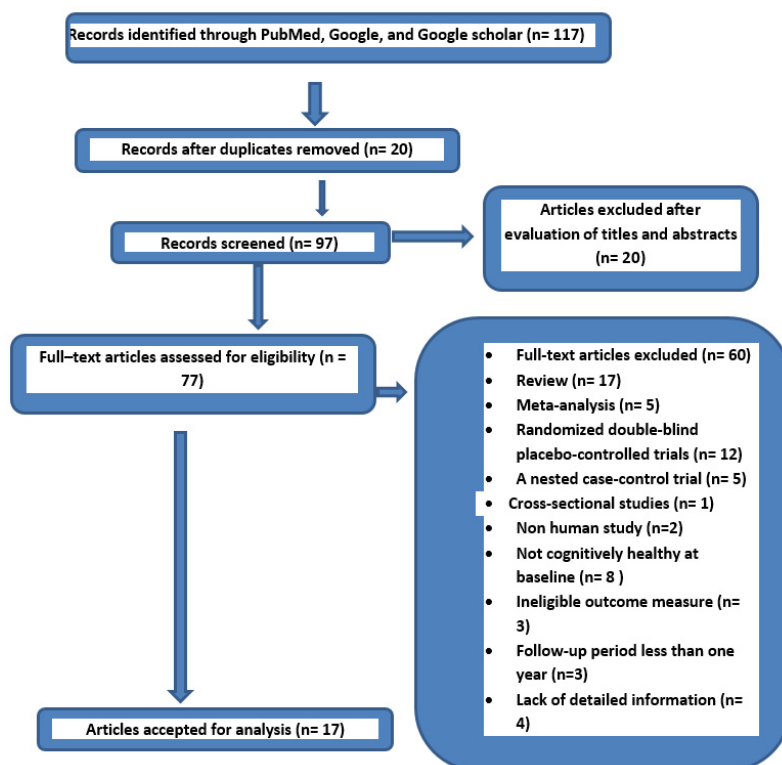 Records identified through PubMed, Google, and Google scholar (n= 117)
Records after duplicates removed (n= 20)
Records screened (n= 97)
Articles excluded after
evaluation of titles and abstracts
(n= 20)
Full–text articles assessed for eligibility (n =
77)
• Full-text articles excluded (n= 60)
• Review (n= 17)
• Meta-analysis (n= 5)
• Randomized double-blind
placebo-controlled trials (n= 12)
• A nested case-control trial (n= 5)
• Cross-sectional studies (n= 1)
• Non human study (n=2)
• Not cognitively healthy at
baseline (n= 8 )
• Ineligible outcome measure (n=
3)
• Follow-up period less than one
year (n=3)
• Lack of detailed information (n=
4)
Articles accepted for analysis (n= 17)